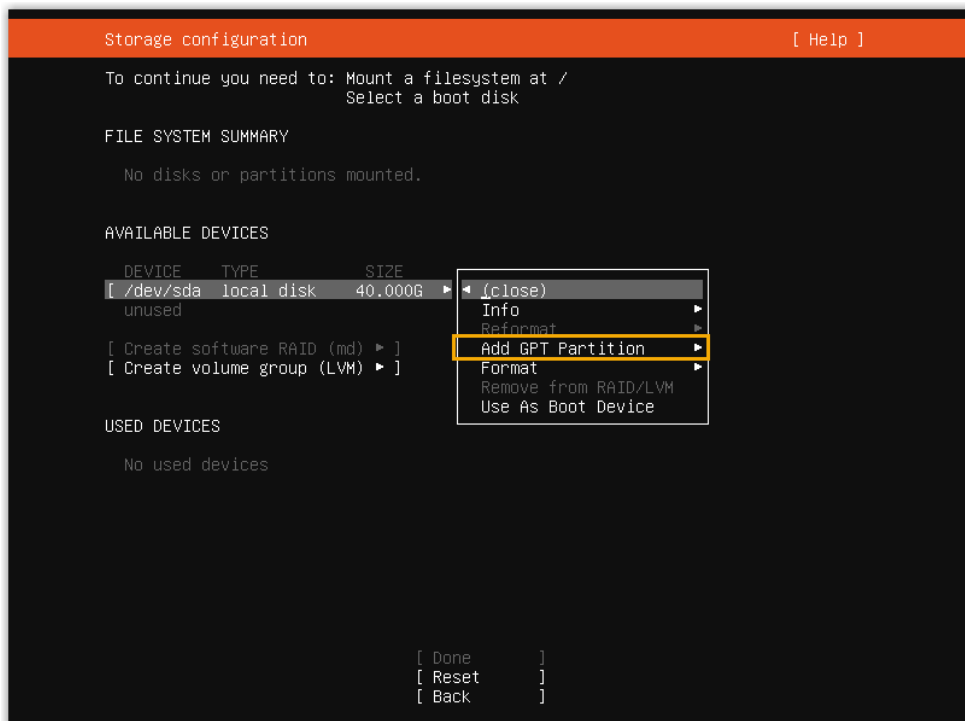 Storage configuration [ Help ]
To continue you need to: Mount a filesystem at /
Select a boot disk
FILE SYSTEM SUMMARY
No disks or partitions mounted.
AVAILABLE DEVICES
DEVICE TYPE SIZE
[ /dev/sda local disk 40.000G ▸ ◂ (close)
unused Info ▸
Reformat ▸
[ Create software RAID (md) ▸ ] Add GPT Partition ▸
[ Create volume group (LVM) ▸ ] Format ▸
Remove from RAID/LVM
Use As Boot Device
USED DEVICES
No used devices
[ Done ]
[ Reset ]
[ Back ]